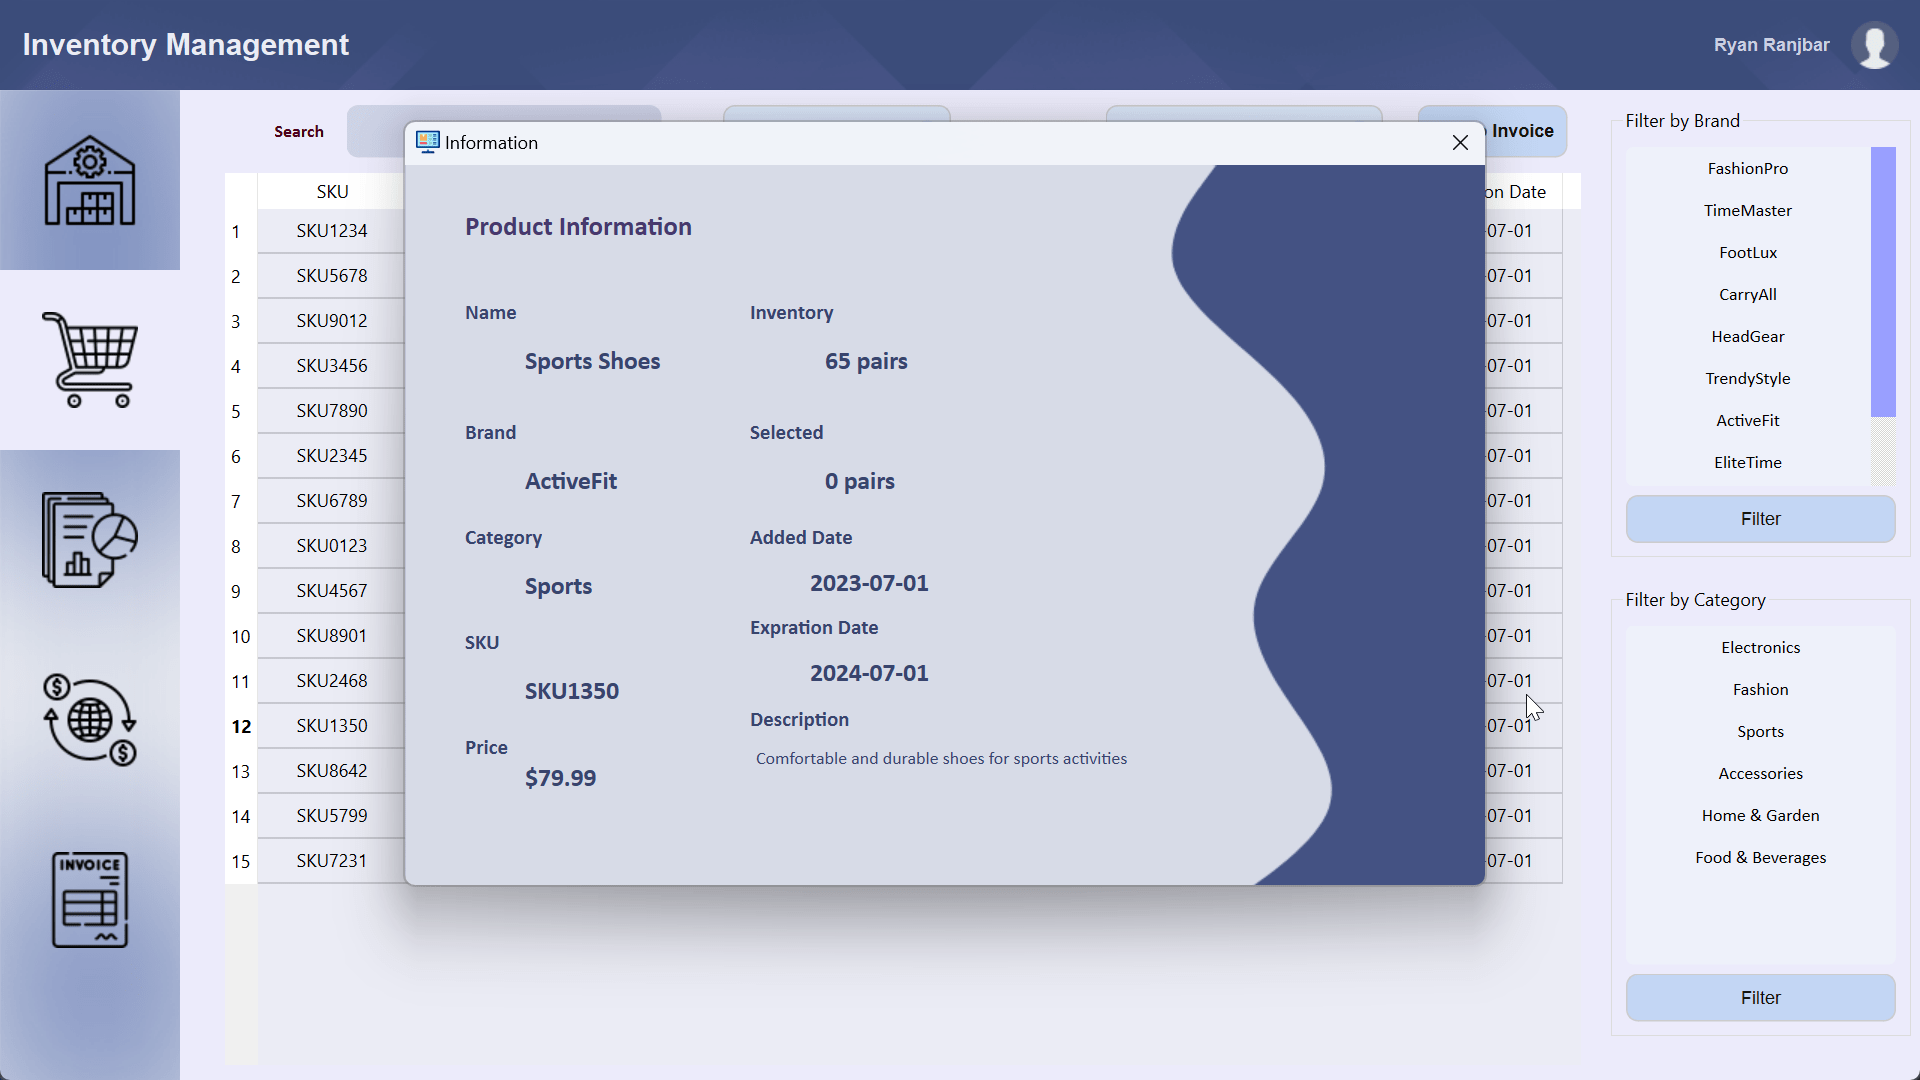 Inventory Management
Ryan Ranjbar
Search
Invoice
Information
Product Information
Name
Sports Shoes
Brand
ActiveFit
Category
Sports
SKU
SKU1350
Price
$79.99
Inventory
65 pairs
Selected
0 pairs
Added Date
2023-07-01
Expration Date
2024-07-01
Description
Comfortable and durable shoes for sports activities
SKU on Date
1 SKU1234 -07-01
2 SKU5678 -07-01
3 SKU9012 -07-01
4 SKU3456 -07-01
5 SKU7890 -07-01
6 SKU2345 -07-01
7 SKU6789 -07-01
8 SKU0123 -07-01
9 SKU4567 -07-01
10 SKU8901 -07-01
11 SKU2468 -07-01
12 SKU1350 -07-01
13 SKU8642 -07-01
14 SKU5799 -07-01
15 SKU7231 -07-01
Filter by Brand
FashionPro
TimeMaster
FootLux
CarryAll
HeadGear
TrendyStyle
ActiveFit
EliteTime
Filter
Filter by Category
Electronics
Fashion
Sports
Accessories
Home & Garden
Food & Beverages
Filter
INVOICE